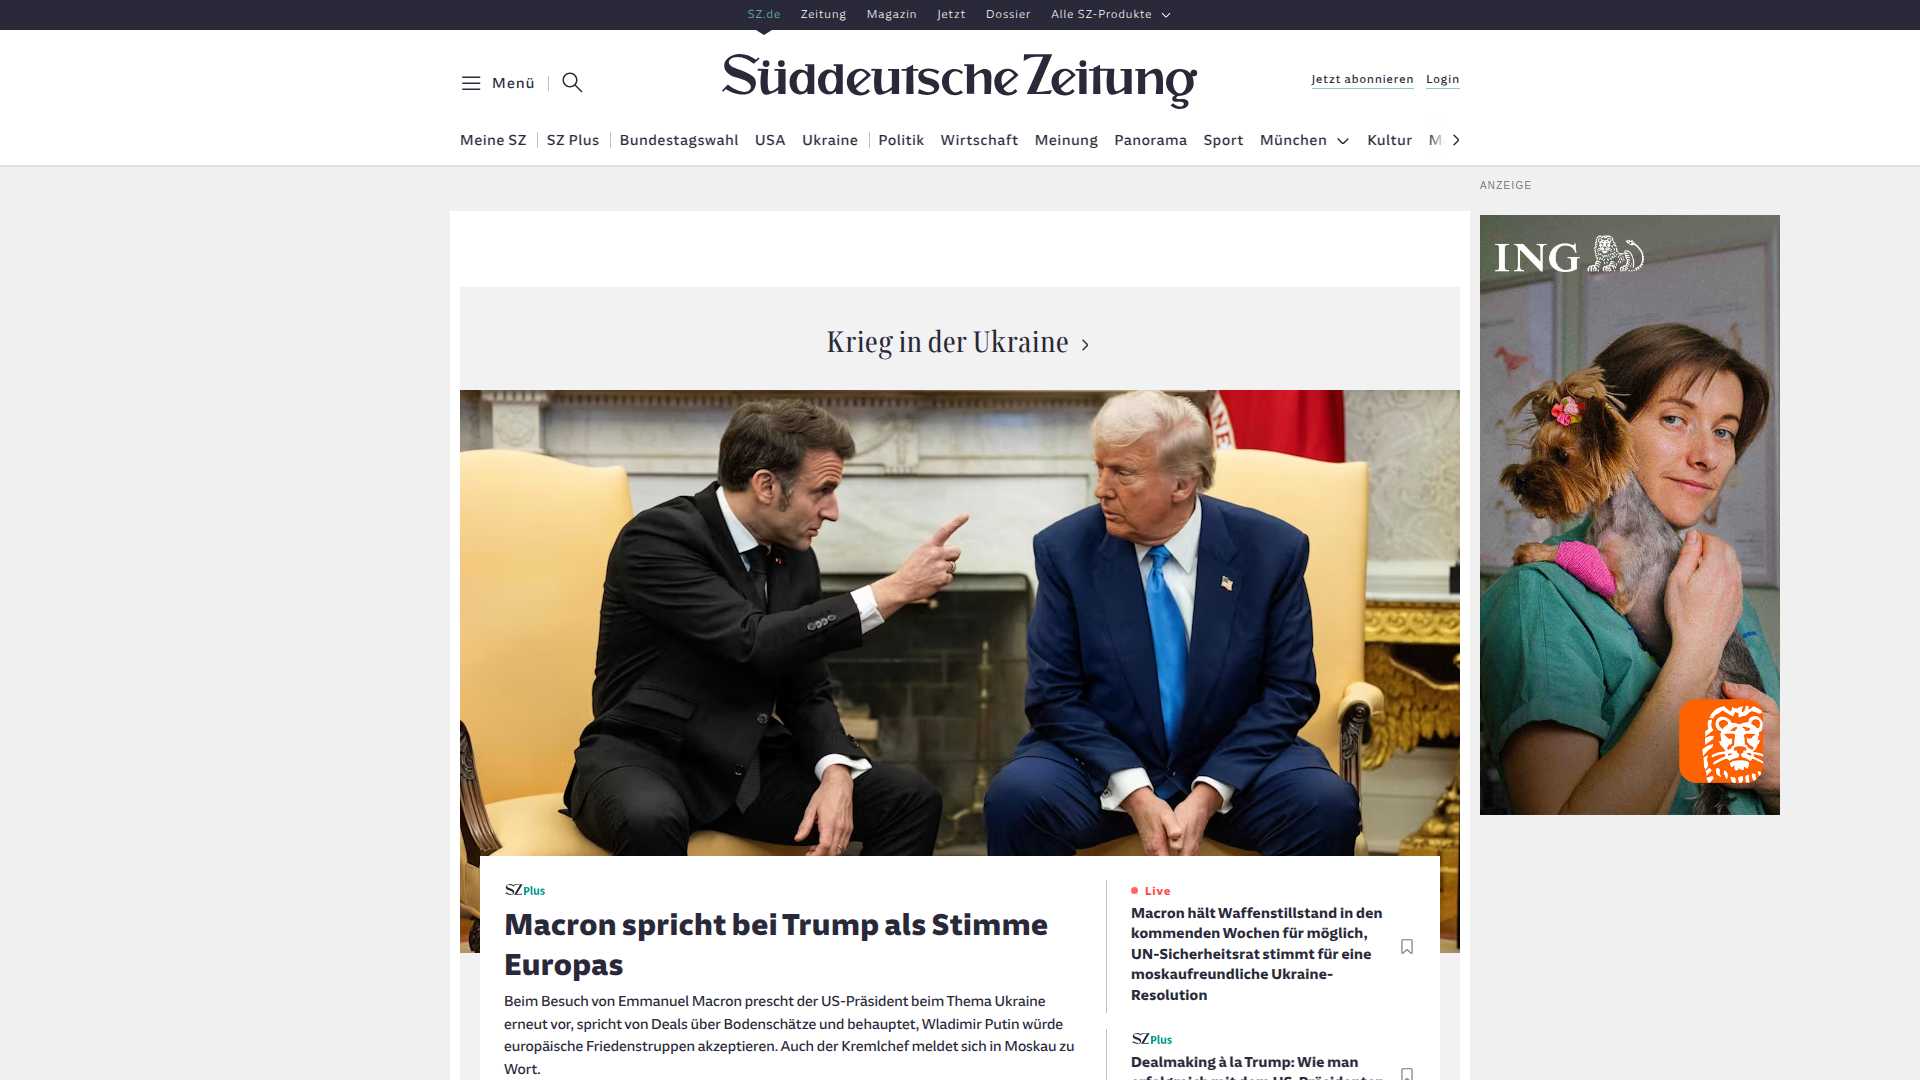 SZ.de Zeitung Magazin Jetzt Dossier Alle SZ-Produkte
Menü
Süddeutsche Zeitung
Jetzt abonnieren Login
Meine SZ SZ Plus Bundestagswahl USA Ukraine Politik Wirtschaft Meinung Panorama Sport München Kultur M
ANZEIGE
ING
Krieg in der Ukraine
SZ Plus
Macron spricht bei Trump als Stimme
Europas
Beim Besuch von Emmanuel Macron prescht der US-Präsident beim Thema Ukraine
erneut vor, spricht von Deals über Bodenschätze und behauptet, Wladimir Putin würde
europäische Friedenstruppen akzeptieren. Auch der Kremlchef meldet sich in Moskau zu
Wort.
Live
Macron hält Waffenstillstand in den
kommenden Wochen für möglich,
UN-Sicherheitsrat stimmt für eine
moskaufreundliche Ukraine-
Resolution
SZ Plus
Dealmaking à la Trump: Wie man
erfolgreich mit dem US-Präsidenten